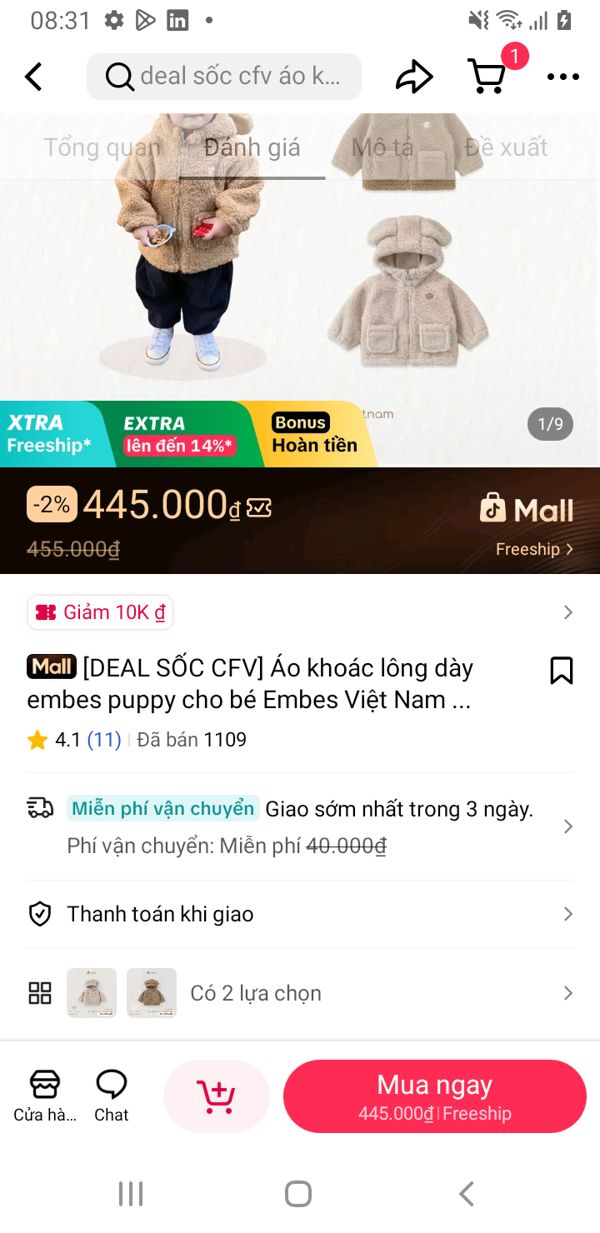 08:31
deal sốc cfv áo k...
1
Tổng quan Đánh giá Mô tả Đề xuất
tnam
1/9
XTRA
Freeship*
EXTRA
lên đến 14%*
Bonus
Hoàn tiền
-2% 445.000₫
455.000₫
Mall
Freeship
Giảm 10K ₫
Mall [DEAL SỐC CFV] Áo khoác lông dày
embes puppy cho bé Embes Việt Nam ...
4.1 (11) Đã bán 1109
Miễn phí vận chuyển Giao sớm nhất trong 3 ngày.
Phí vận chuyển: Miễn phí 40.000₫
Thanh toán khi giao
Có 2 lựa chọn
Cửa hà...
Chat
Mua ngay
445.000₫ | Freeship